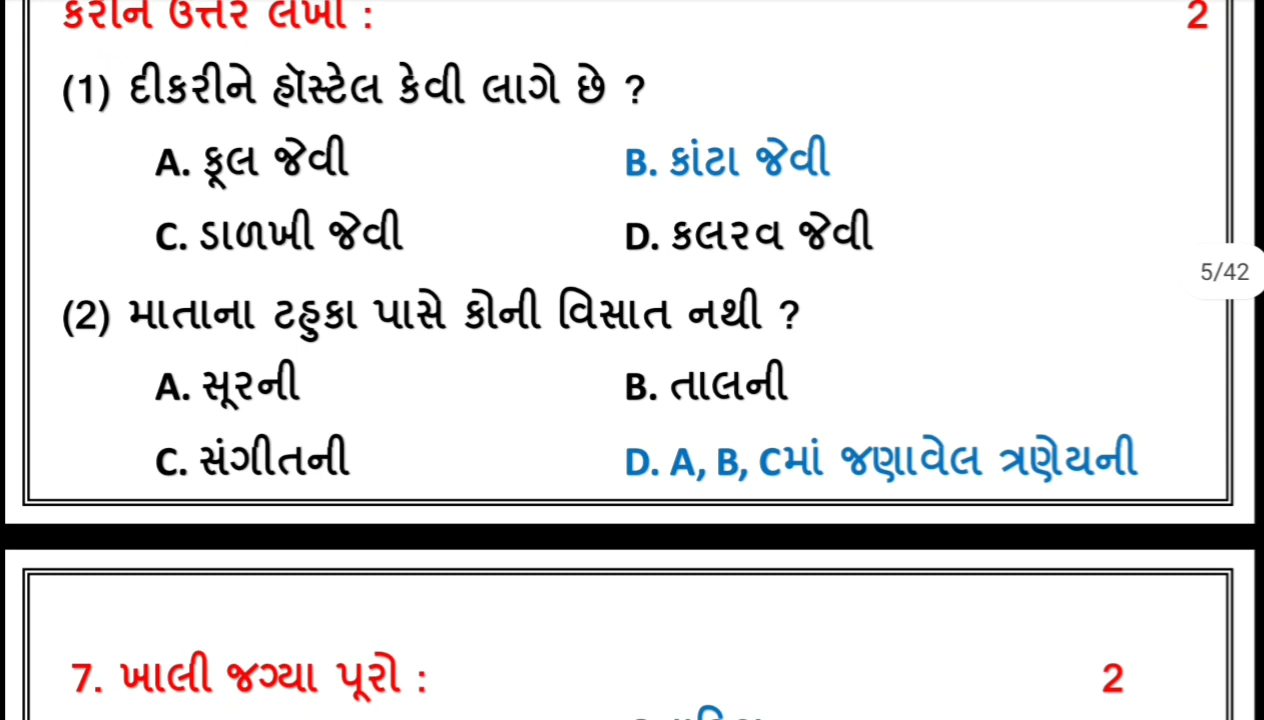 કરીને ઉત્તર લખો : 2
(1) દીકરીને હૉસ્ટેલ કેવી લાગે છે ?
A. ફૂલ જેવી B. કાંટા જેવી
C. ડાળખી જેવી D. કલરવ જેવી
5/42
(2) માતાના ટહુકા પાસે કોની વિસાત નથી ?
A. સૂરની B. તાલની
C. સંગીતની D. A, B, Cમાં જણાવેલ ત્રણેયની
7. ખાલી જગ્યા પૂરો : 2